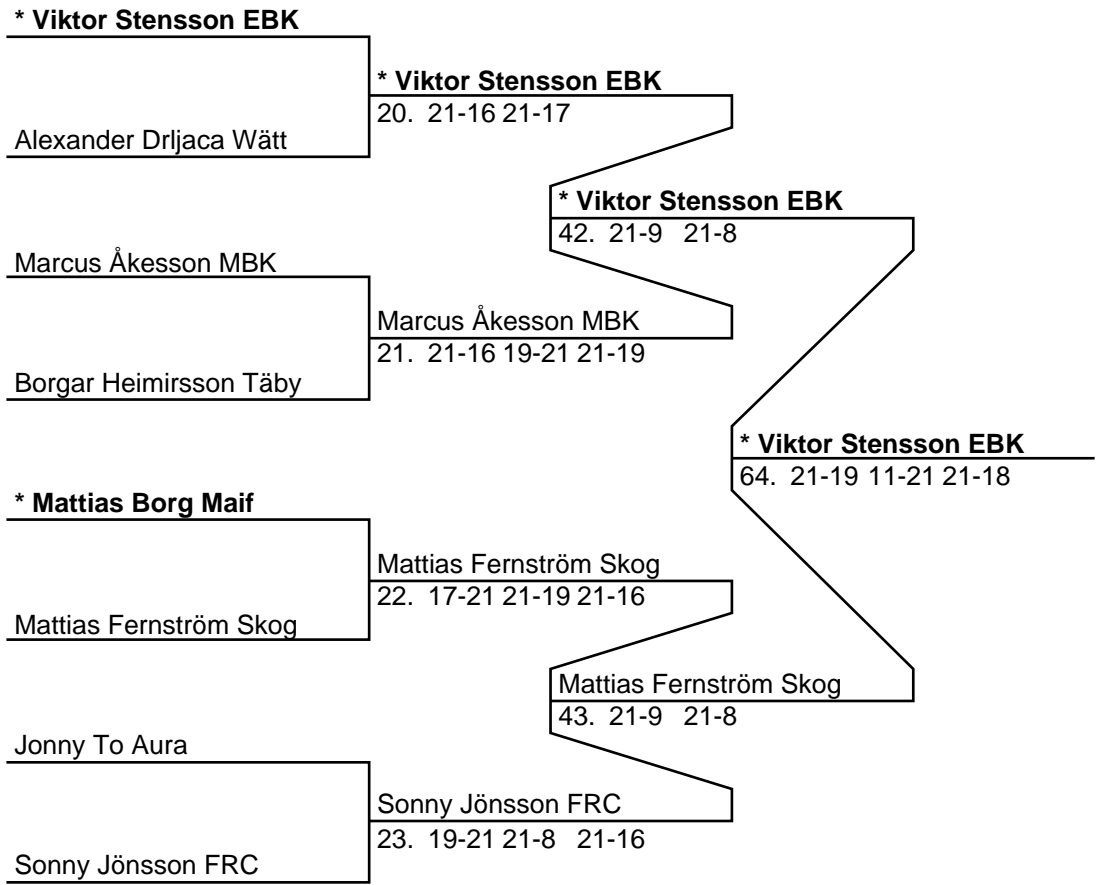 * Viktor Stensson EBK
* Viktor Stensson EBK
20. 21-16 21-17
Alexander Drljaca Wätt
* Viktor Stensson EBK
42. 21-9 21-8
Marcus Åkesson MBK
Marcus Åkesson MBK
21. 21-16 19-21 21-19
Borgar Heimirsson Täby
* Viktor Stensson EBK
64. 21-19 11-21 21-18
* Mattias Borg Maif
Mattias Fernström Skog
22. 17-21 21-19 21-16
Mattias Fernström Skog
Mattias Fernström Skog
43. 21-9 21-8
Jonny To Aura
Sonny Jönsson FRC
23. 19-21 21-8 21-16
Sonny Jönsson FRC